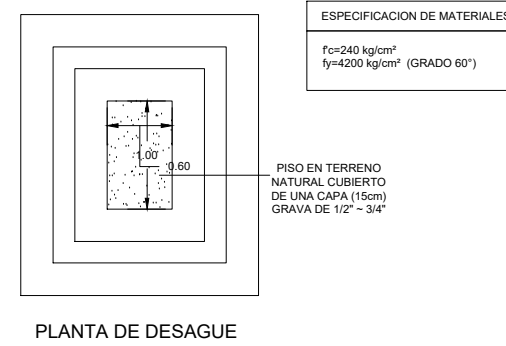 ESPECIFICACION DE MATERIALES
f'c=240 kg/cm²
fy=4200 kg/cm² (GRADO 60°)
1.00
0.60
PISO EN TERRENO
NATURAL CUBIERTO
DE UNA CAPA (15cm)
GRAVA DE 1/2" ~ 3/4"
PLANTA DE DESAGUE